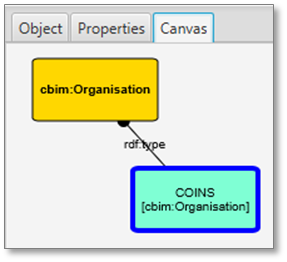 Object Properties Canvas
cbim:Organisation
rdf:type
COINS
[cbim:Organisation]